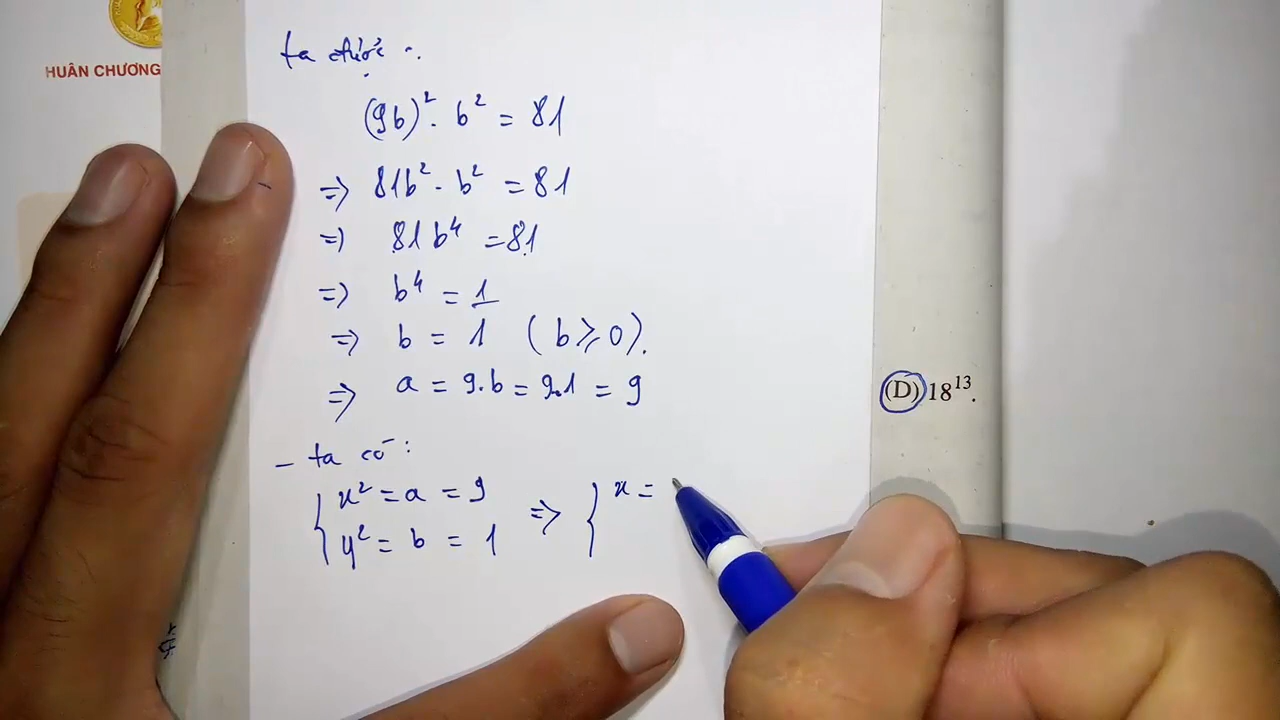 HUÂN CHƯƠNG
ta được :
(9b)² . b² = 81
=> 81b² . b² = 81
=> 81b⁴ = 81
=> b⁴ = 1
=> b = 1 (b ⩾ 0).
=> a = 9.b = 9.1 = 9
(D) 18¹³.
- ta có:
{ x² = a = 9 => { x =
y² = b = 1